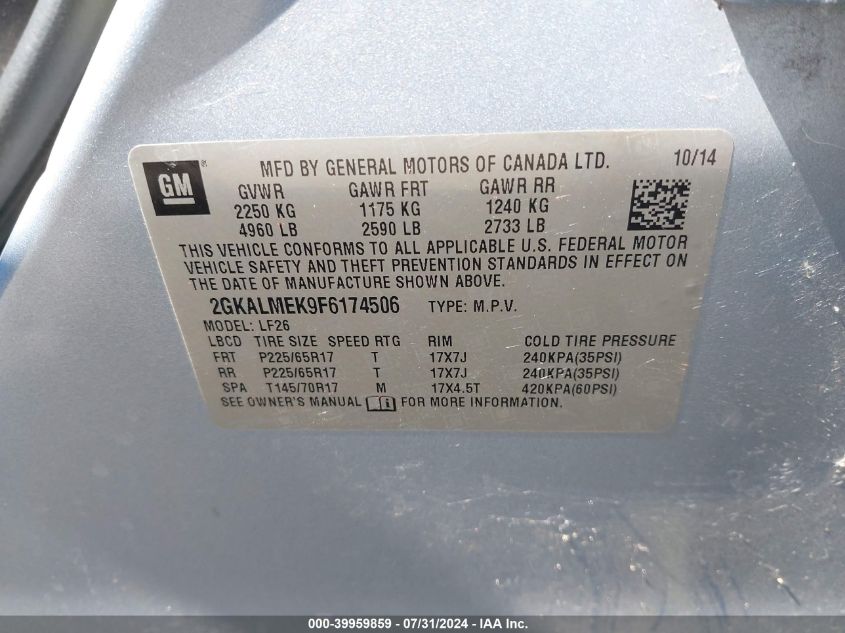 GM ® MFD BY GENERAL MOTORS OF CANADA LTD. 10/14
GVWR GAWR FRT GAWR RR
2250 KG 1175 KG 1240 KG
4960 LB 2590 LB 2733 LB
THIS VEHICLE CONFORMS TO ALL APPLICABLE U.S. FEDERAL MOTOR
VEHICLE SAFETY AND THEFT PREVENTION STANDARDS IN EFFECT ON
THE DATE OF MANUFACTURE SHOWN ABOVE.
2GKALMEK9F6174506 TYPE: M.P.V.
MODEL: LF26
LBCD TIRE SIZE SPEED RTG RIM COLD TIRE PRESSURE
FRT P225/65R17 T 17X7J 240KPA(35PSI)
RR P225/65R17 T 17X7J 240KPA(35PSI)
SPA T145/70R17 M 17X4.5T 420KPA(60PSI)
SEE OWNER'S MANUAL FOR MORE INFORMATION.
000-39959859 - 07/31/2024 - IAA Inc.